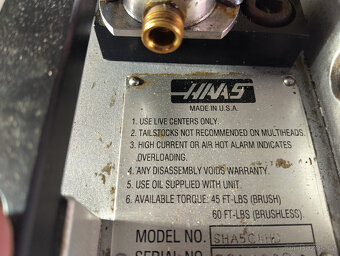 HAAS
MADE IN U.S.A.
1. USE LIVE CENTERS ONLY.
2. TAILSTOCKS NOT RECOMMENDED ON MULTIHEADS.
3. HIGH CURRENT OR AIR HOT ALARM INDICATES
OVERLOADING.
4. ANY DISASSEMBLY VOIDS WARRANTY.
5. USE OIL SUPPLIED WITH UNIT.
6. AVAILABLE TORQUE: 45 FT-LBS (BRUSH)
60 FT-LBS (BRUSHLESS)
MODEL NO.
SERIAL NO.